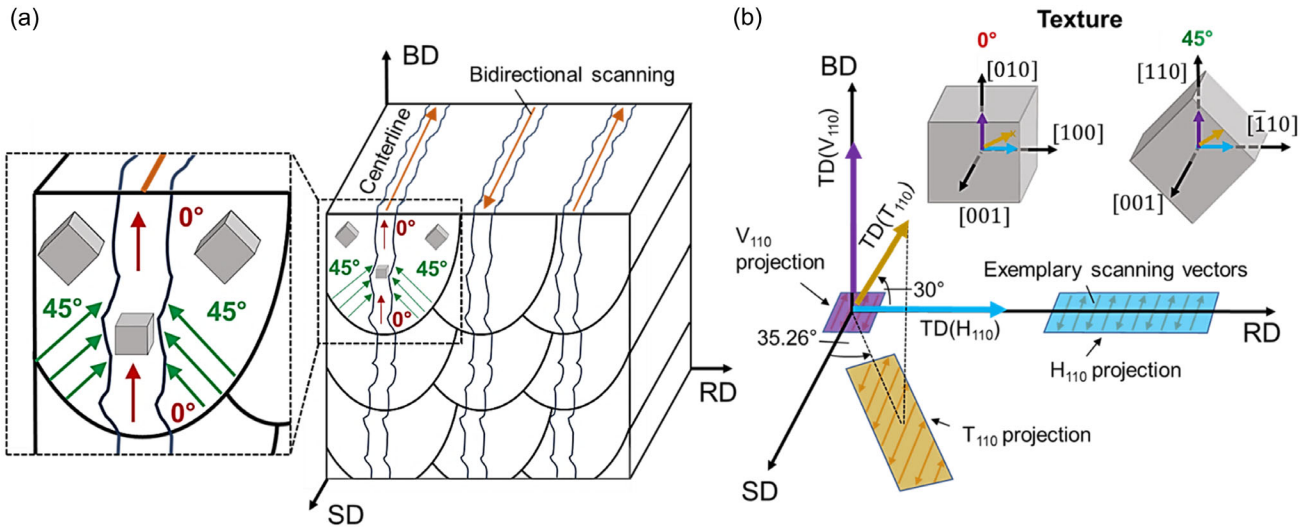 (a)
BD
Bidirectional scanning
Centerline
0°
45°
45°
0°
0°
45°
45°
0°
RD
SD
(b)
Texture
0°
45°
[010]
[100]
[001]
[110]
[1̅10]
[001]
BD
TD(V₁₁₀)
TD(T₁₁₀)
V₁₁₀
projection
30°
Exemplary scanning vectors
TD(H₁₁₀)
RD
35.26°
H₁₁₀ projection
T₁₁₀ projection
SD